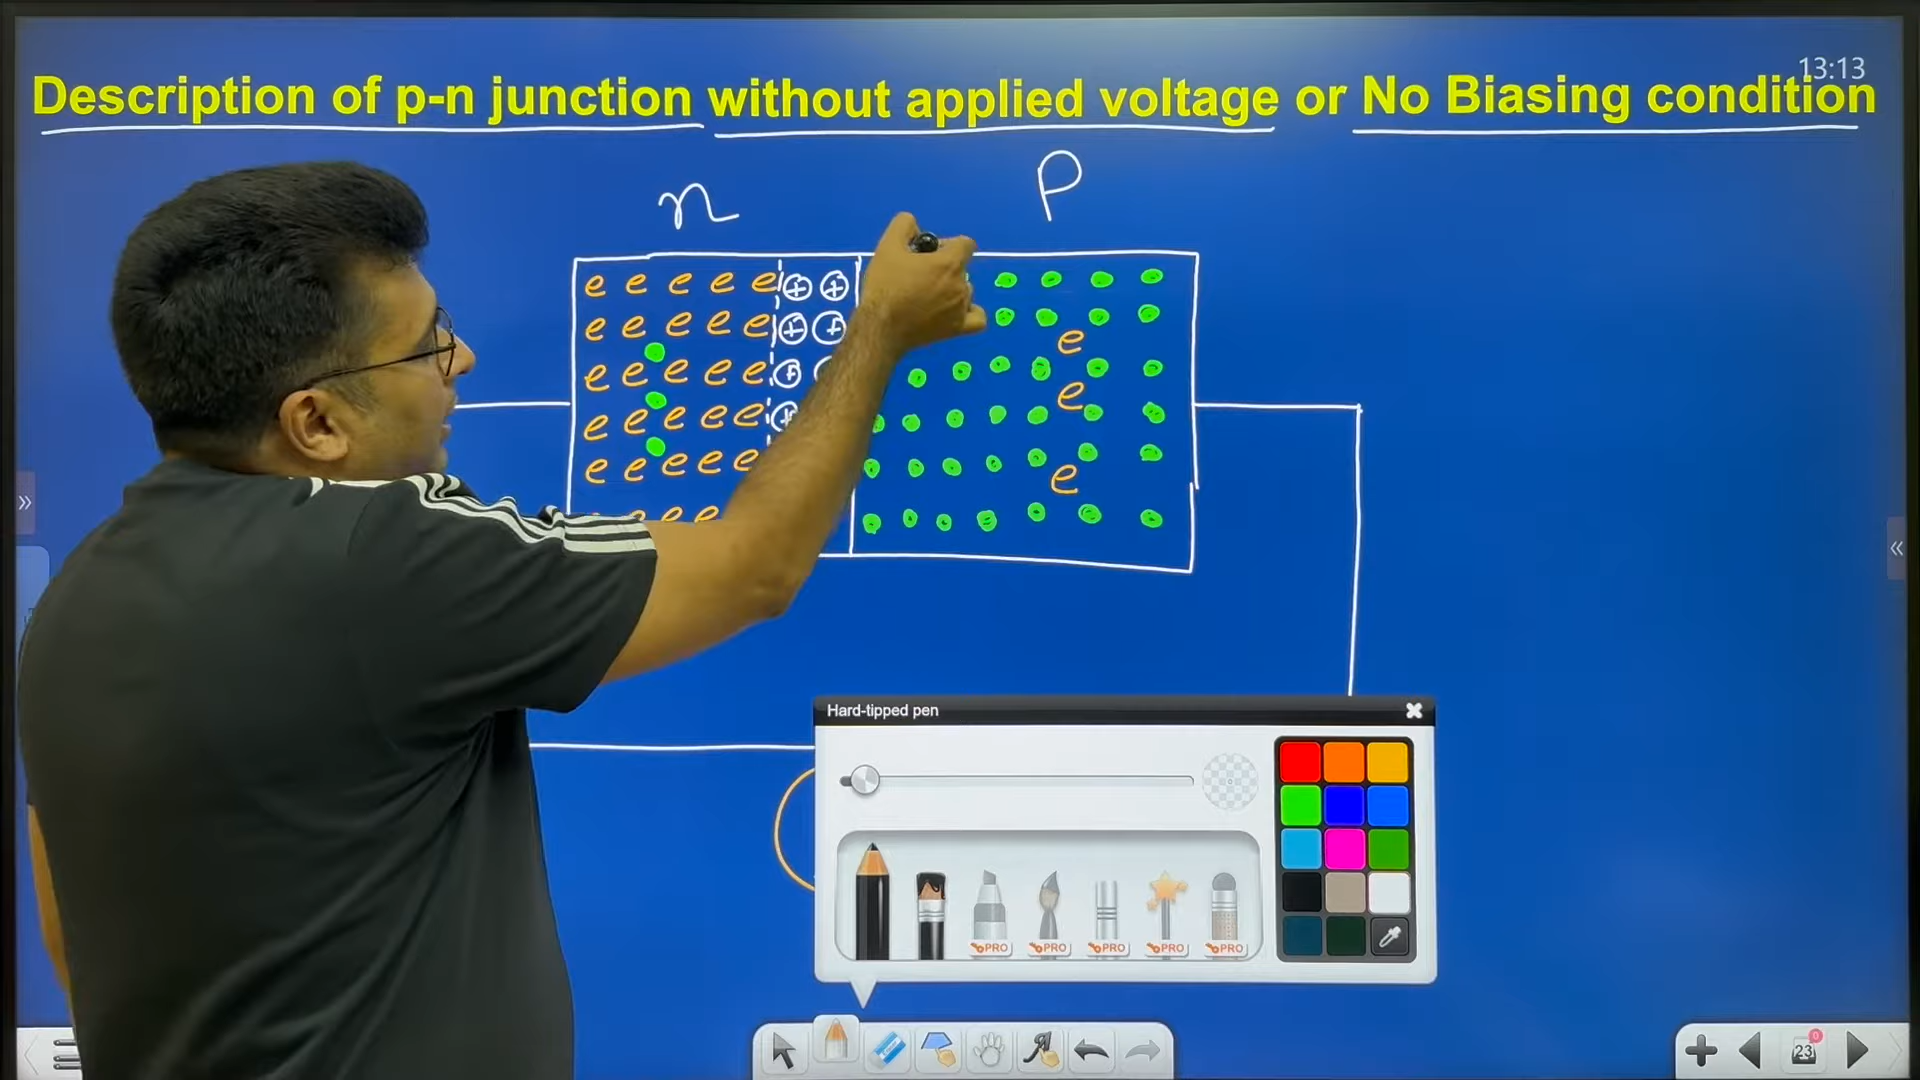 13:13
Description of p-n junction without applied voltage or No Biasing condition
n P
e e e e e + +
e e e e e + +
e
e e e e e +
e
e e e e e +
e e e e e
e
e e e
Hard-tipped pen
PRO PRO PRO PRO PRO
23